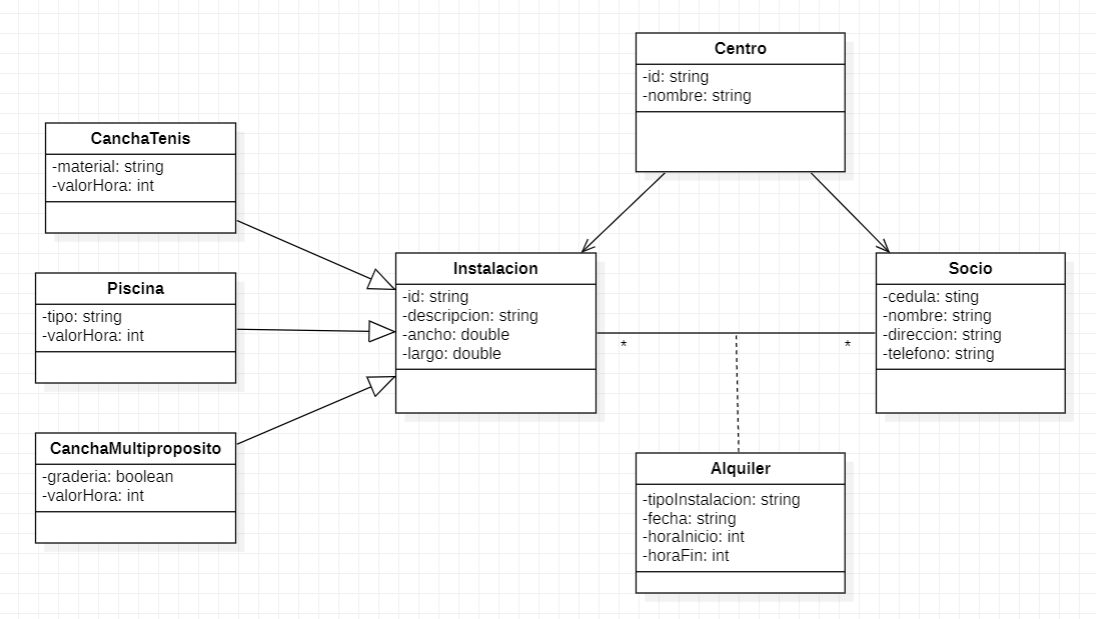 Centro
-id: string
-nombre: string
CanchaTenis
-material: string
-valorHora: int
Piscina
-tipo: string
-valorHora: int
CanchaMultiproposito
-graderia: boolean
-valorHora: int
Instalacion
-id: string
-descripcion: string
-ancho: double
-largo: double
*
*
Socio
-cedula: sting
-nombre: string
-direccion: string
-telefono: string
Alquiler
-tipoInstalacion: string
-fecha: string
-horaInicio: int
-horaFin: int